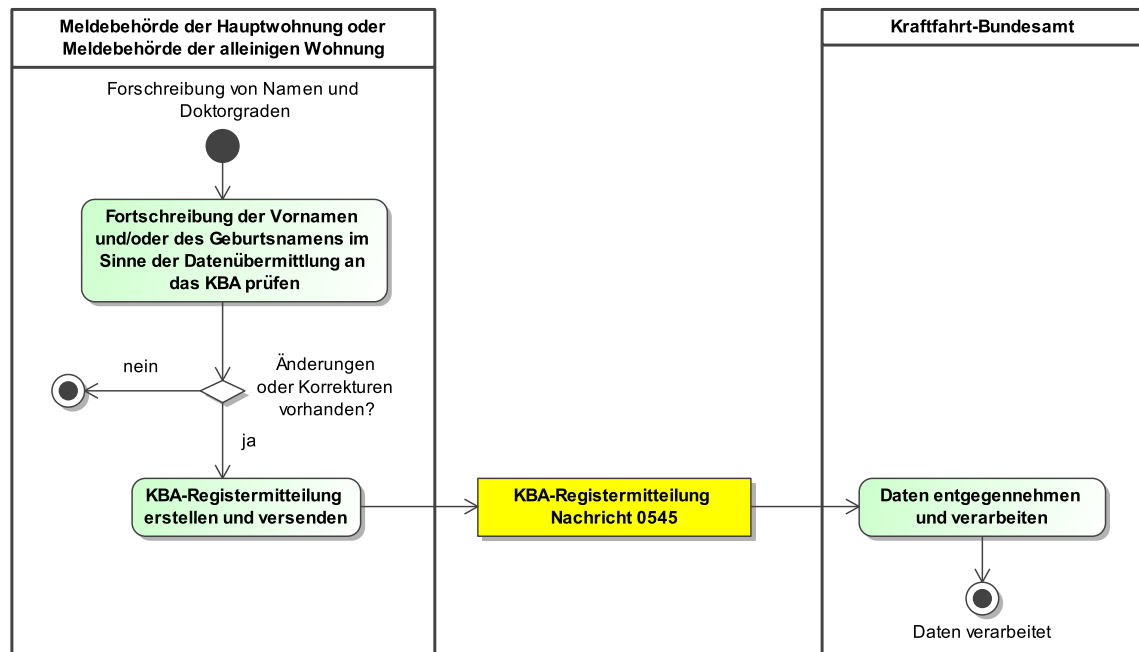 Meldebehörde der Hauptwohnung oder
Meldebehörde der alleinigen Wohnung
Kraftfahrt-Bundesamt
Forschreibung von Namen und
Doktorgraden
Fortschreibung der Vornamen
und/oder des Geburtsnamens im
Sinne der Datenübermittlung an
das KBA prüfen
nein
Änderungen
oder Korrekturen
vorhanden?
ja
KBA-Registermitteilung
erstellen und versenden
KBA-Registermitteilung
Nachricht 0545
Daten entgegennehmen
und verarbeiten
Daten verarbeitet